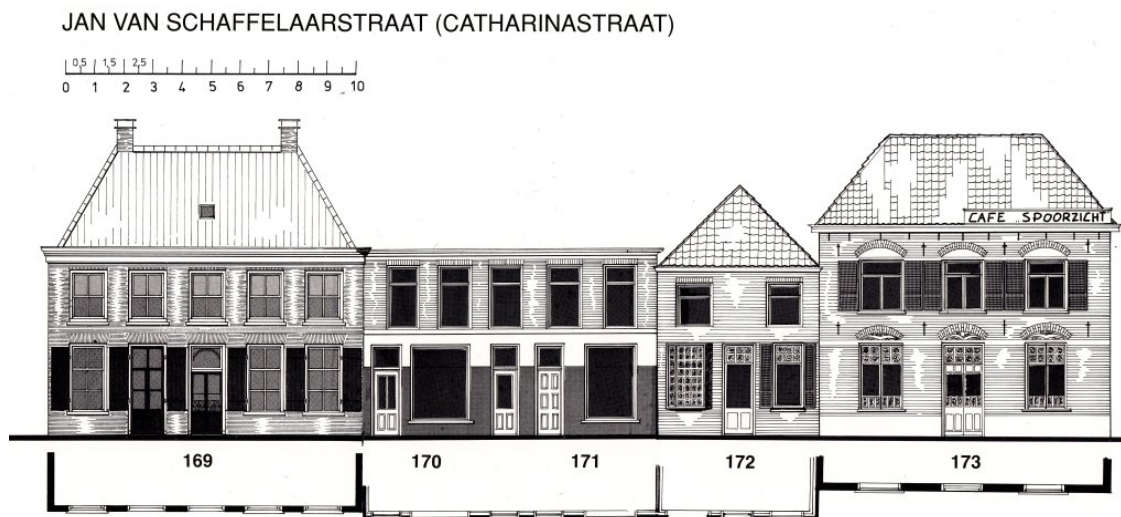 JAN VAN SCHAFFELAARSTRAAT (CATHARINASTRAAT)
0,5 1,5 2,5
0 1 2 3 4 5 6 7 8 9 10
CAFE SPOORZICHT
169 170 171 172 173